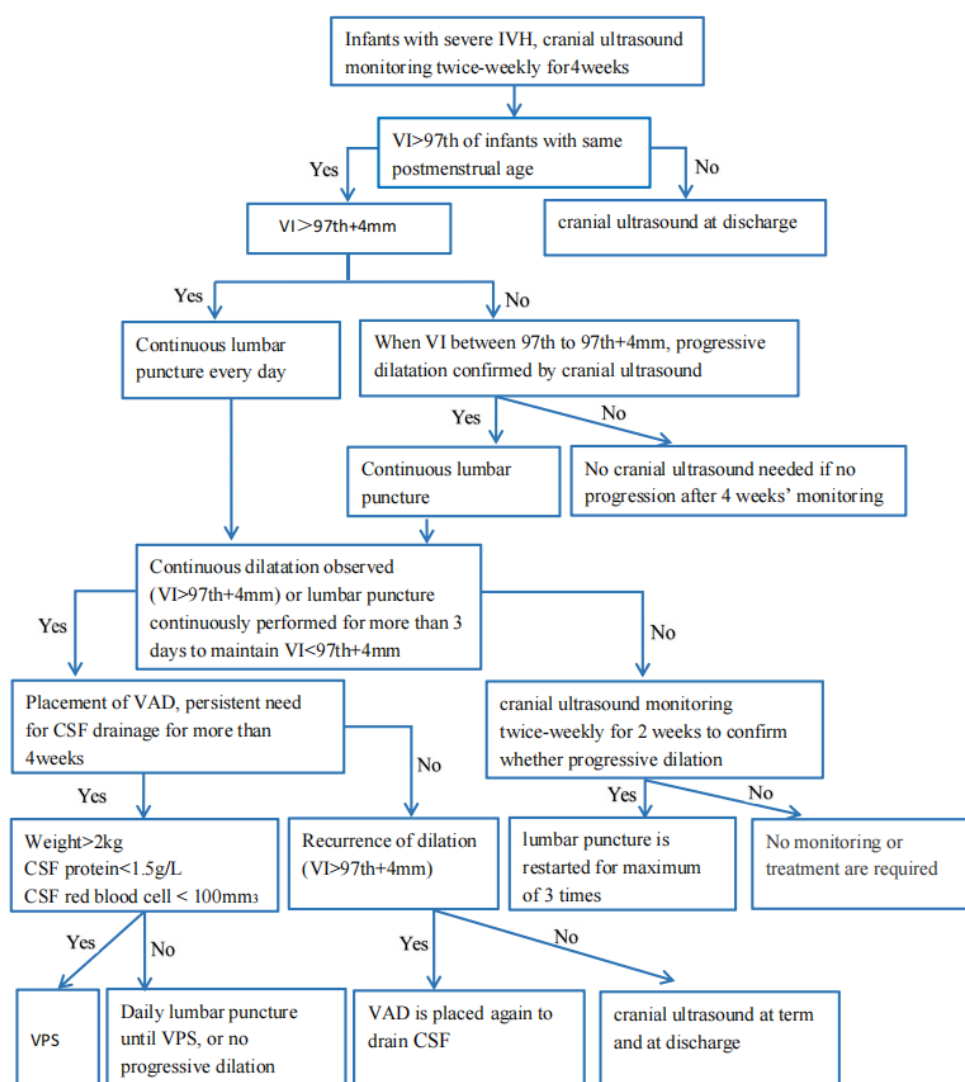 Infants with severe IVH, cranial ultrasound
monitoring twice-weekly for4weeks
VI>97th of infants with same
postmenstrual age
Yes
No
VI＞97th+4mm
cranial ultrasound at discharge
Yes
No
Continuous lumbar
puncture every day
When VI between 97th to 97th+4mm, progressive
dilatation confirmed by cranial ultrasound
Yes
No
Continuous lumbar
puncture
No cranial ultrasound needed if no
progression after 4 weeks’ monitoring
Continuous dilatation observed
(VI>97th+4mm) or lumbar puncture
continuously performed for more than 3
days to maintain VI<97th+4mm
Yes
No
Placement of VAD, persistent need
for CSF drainage for more than
4weeks
cranial ultrasound monitoring
twice-weekly for 2 weeks to confirm
whether progressive dilation
Yes
No
Yes
No
Weight>2kg
CSF protein<1.5g/L
CSF red blood cell < 100mm3
Recurrence of dilation
(VI>97th+4mm)
lumbar puncture is
restarted for maximum
of 3 times
No monitoring or
treatment are required
Yes
No
Yes
No
VPS
Daily lumbar puncture
until VPS, or no
progressive dilation
VAD is placed again to
drain CSF
cranial ultrasound at term
and at discharge